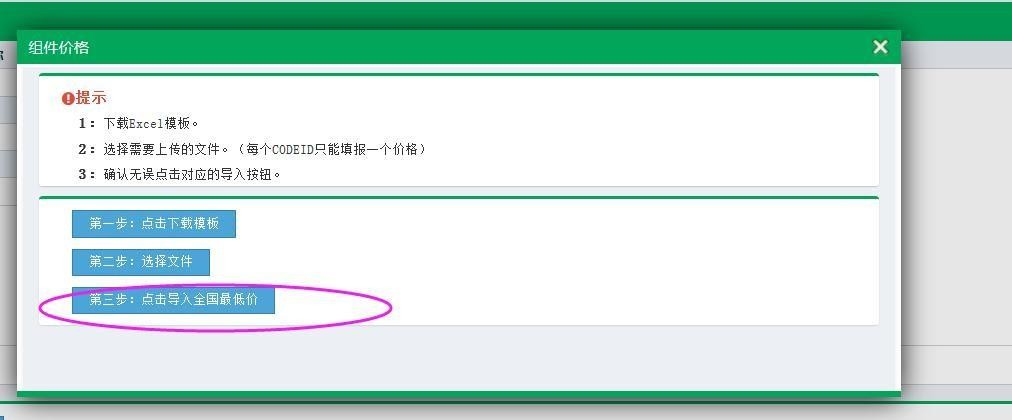 组件价格
提示
1：下载Excel模板。
2：选择需要上传的文件。（每个CODEID只能填报一个价格）
3：确认无误点击对应的导入按钮。
第一步：点击下载模板
第二步：选择文件
第三步：点击导入全国最低价